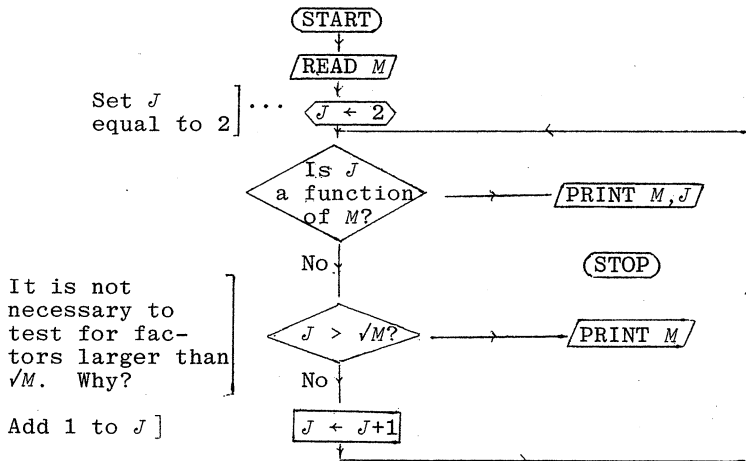 START
READ M
Set J
equal to 2] ...
J ← 2
Is J
a function
of M?
PRINT M,J
No
STOP
It is not
necessary to
test for fac-
tors larger than
√M. Why?
J > √M?
PRINT M
No
Add 1 to J ]
J ← J+1